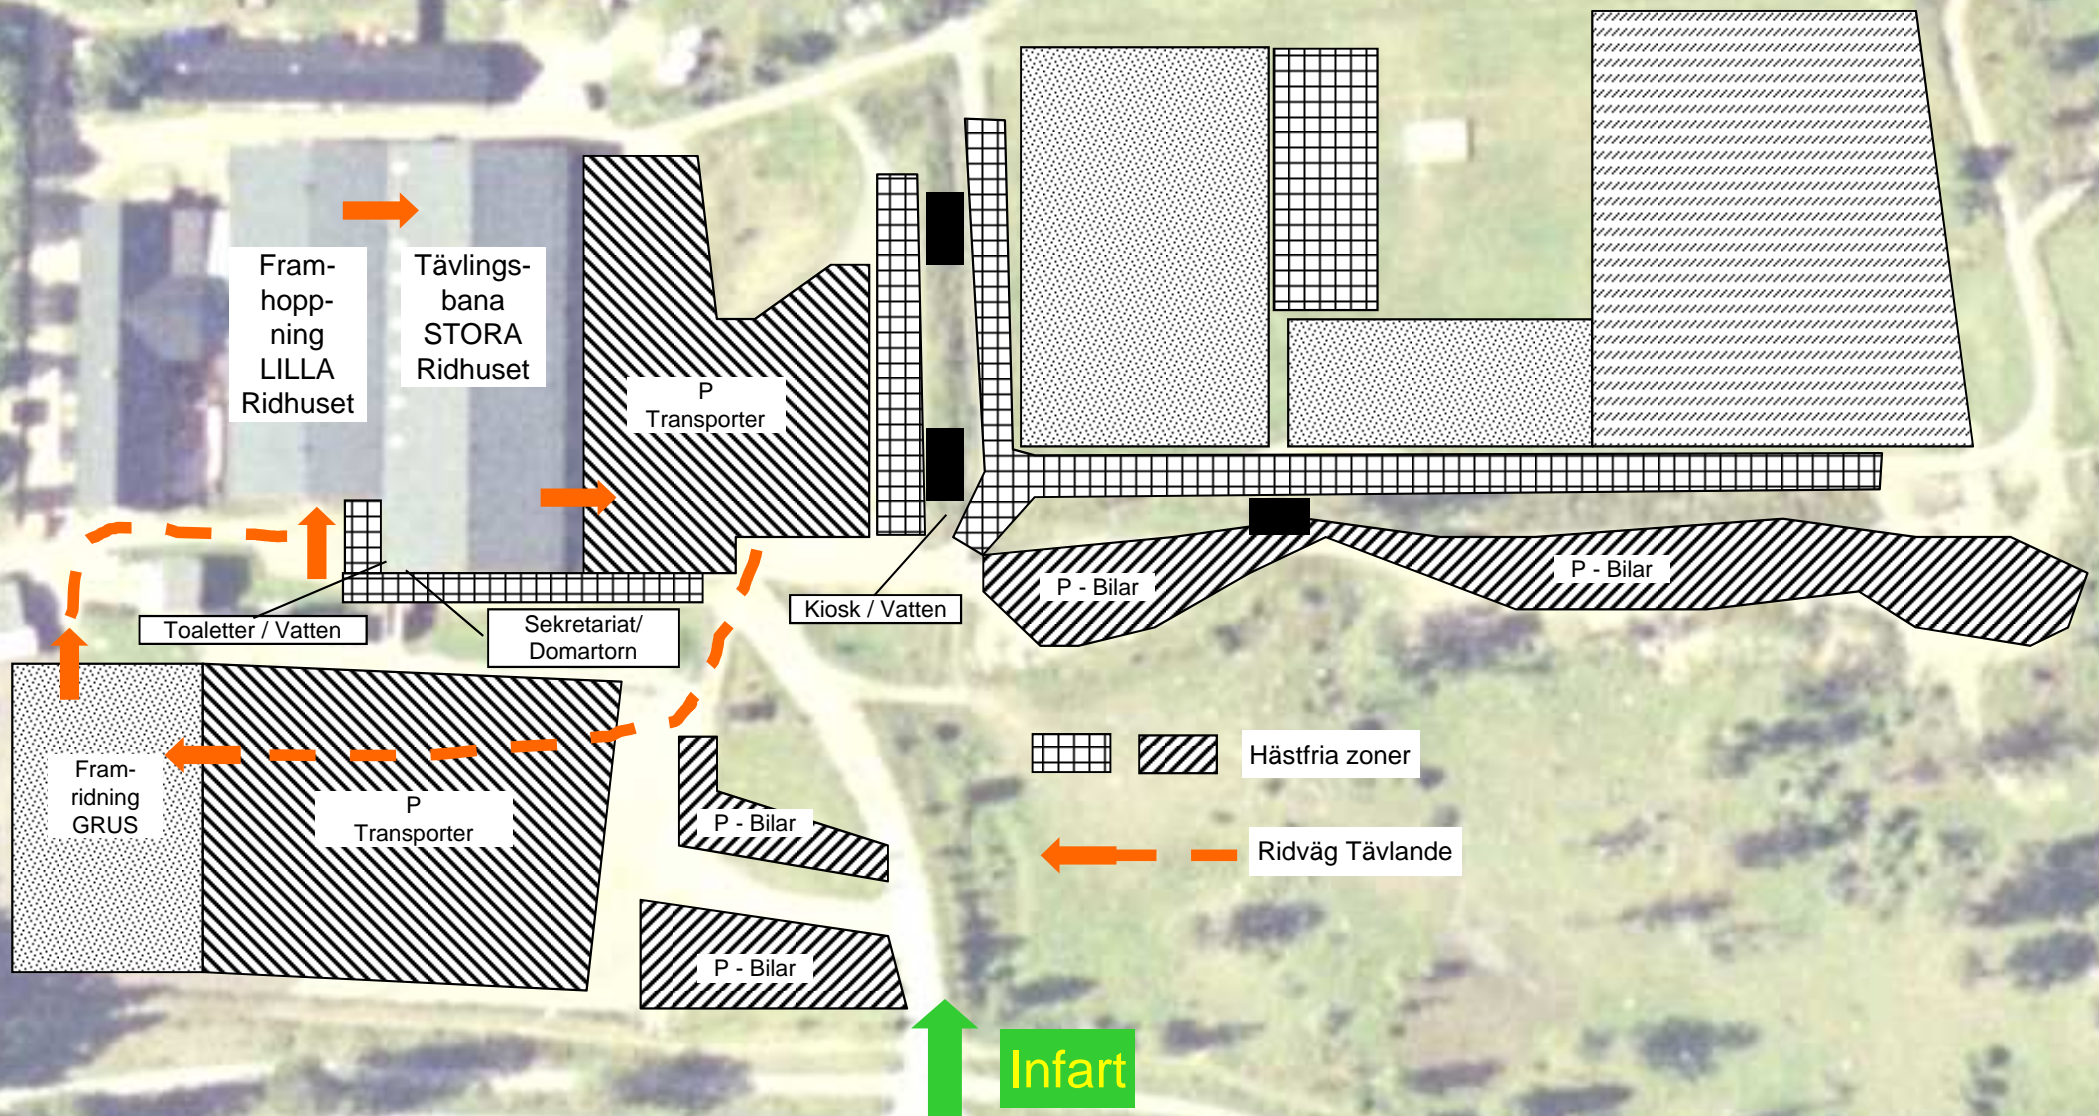 Fram-
hopp-
ning
LILLA
Ridhuset
Tävlings-
bana
STORA
Ridhuset
P
Transporter
Toaletter / Vatten
Sekretariat/
Domartorn
Kiosk / Vatten
P - Bilar
P - Bilar
Fram-
ridning
GRUS
P
Transporter
P - Bilar
P - Bilar
Hästfria zoner
Ridväg Tävlande
Infart